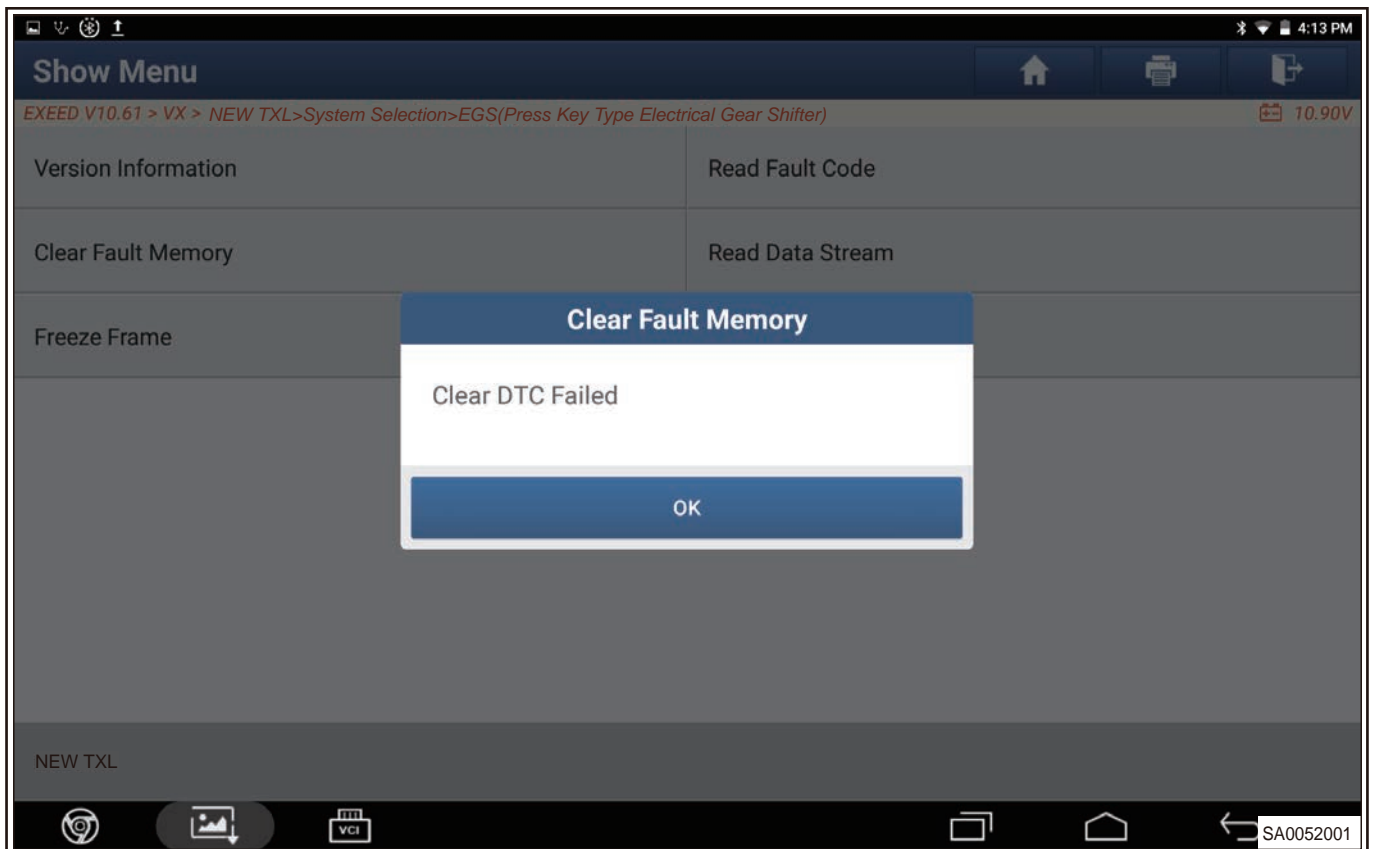 4:13 PM
Show Menu
EXEED V10.61 > VX > NEW TXL>System Selection>EGS(Press Key Type Electrical Gear Shifter)
10.90V
Version Information
Read Fault Code
Clear Fault Memory
Read Data Stream
Freeze Frame
Clear Fault Memory
Clear DTC Failed
OK
NEW TXL
VCI
SA0052001